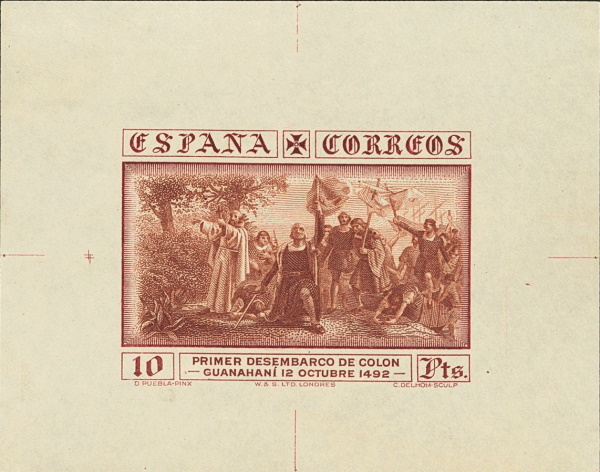 ESPAÑA CORREOS
10 PRIMER DESEMBARCO DE COLON Pts.
— GUANAHANÍ 12 OCTUBRE 1492 —
D. PUEBLA-PINX W. & S. LTD. LONDRES C. DELHOM-SCULP